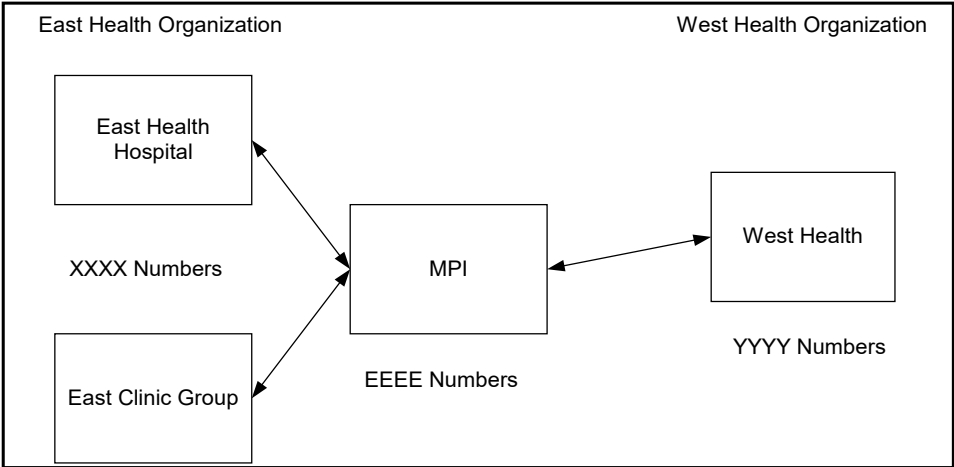 East Health Organization
West Health Organization
East Health
Hospital
XXXX Numbers
East Clinic Group
MPI
EEEE Numbers
West Health
YYYY Numbers